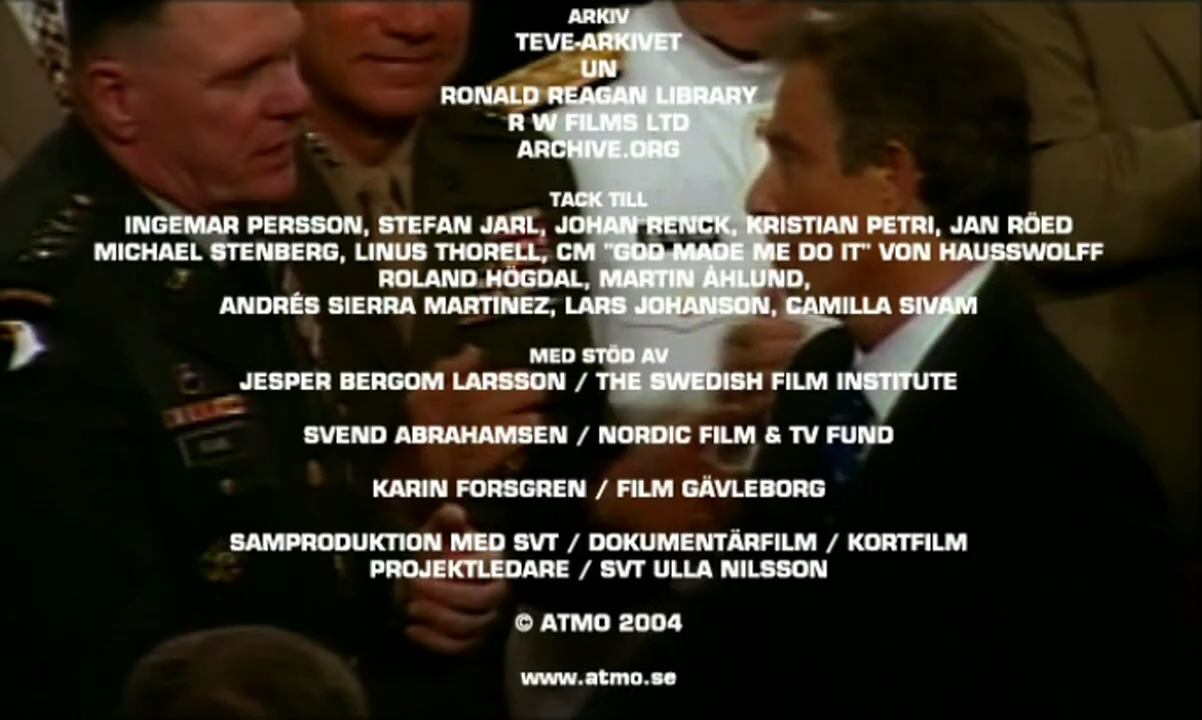 ARKIV
TEVE-ARKIVET
UN
RONALD REAGAN LIBRARY
R W FILMS LTD
ARCHIVE.ORG
TACK TILL
INGEMAR PERSSON, STEFAN JARL, JOHAN RENCK, KRISTIAN PETRI, JAN RÖED
MICHAEL STENBERG, LINUS THORELL, CM "GOD MADE ME DO IT" VON HAUSSWOLFF
ROLAND HÖGDAL, MARTIN ÅHLUND,
ANDRÉS SIERRA MARTINEZ, LARS JOHANSON, CAMILLA SIVAM
MED STÖD AV
JESPER BERGOM LARSSON / THE SWEDISH FILM INSTITUTE
SVEND ABRAHAMSEN / NORDIC FILM & TV FUND
KARIN FORSGREN / FILM GÄVLEBORG
SAMPRODUKTION MED SVT / DOKUMENTÄRFILM / KORTFILM
PROJEKTLEDARE / SVT ULLA NILSSON
© ATMO 2004
www.atmo.se